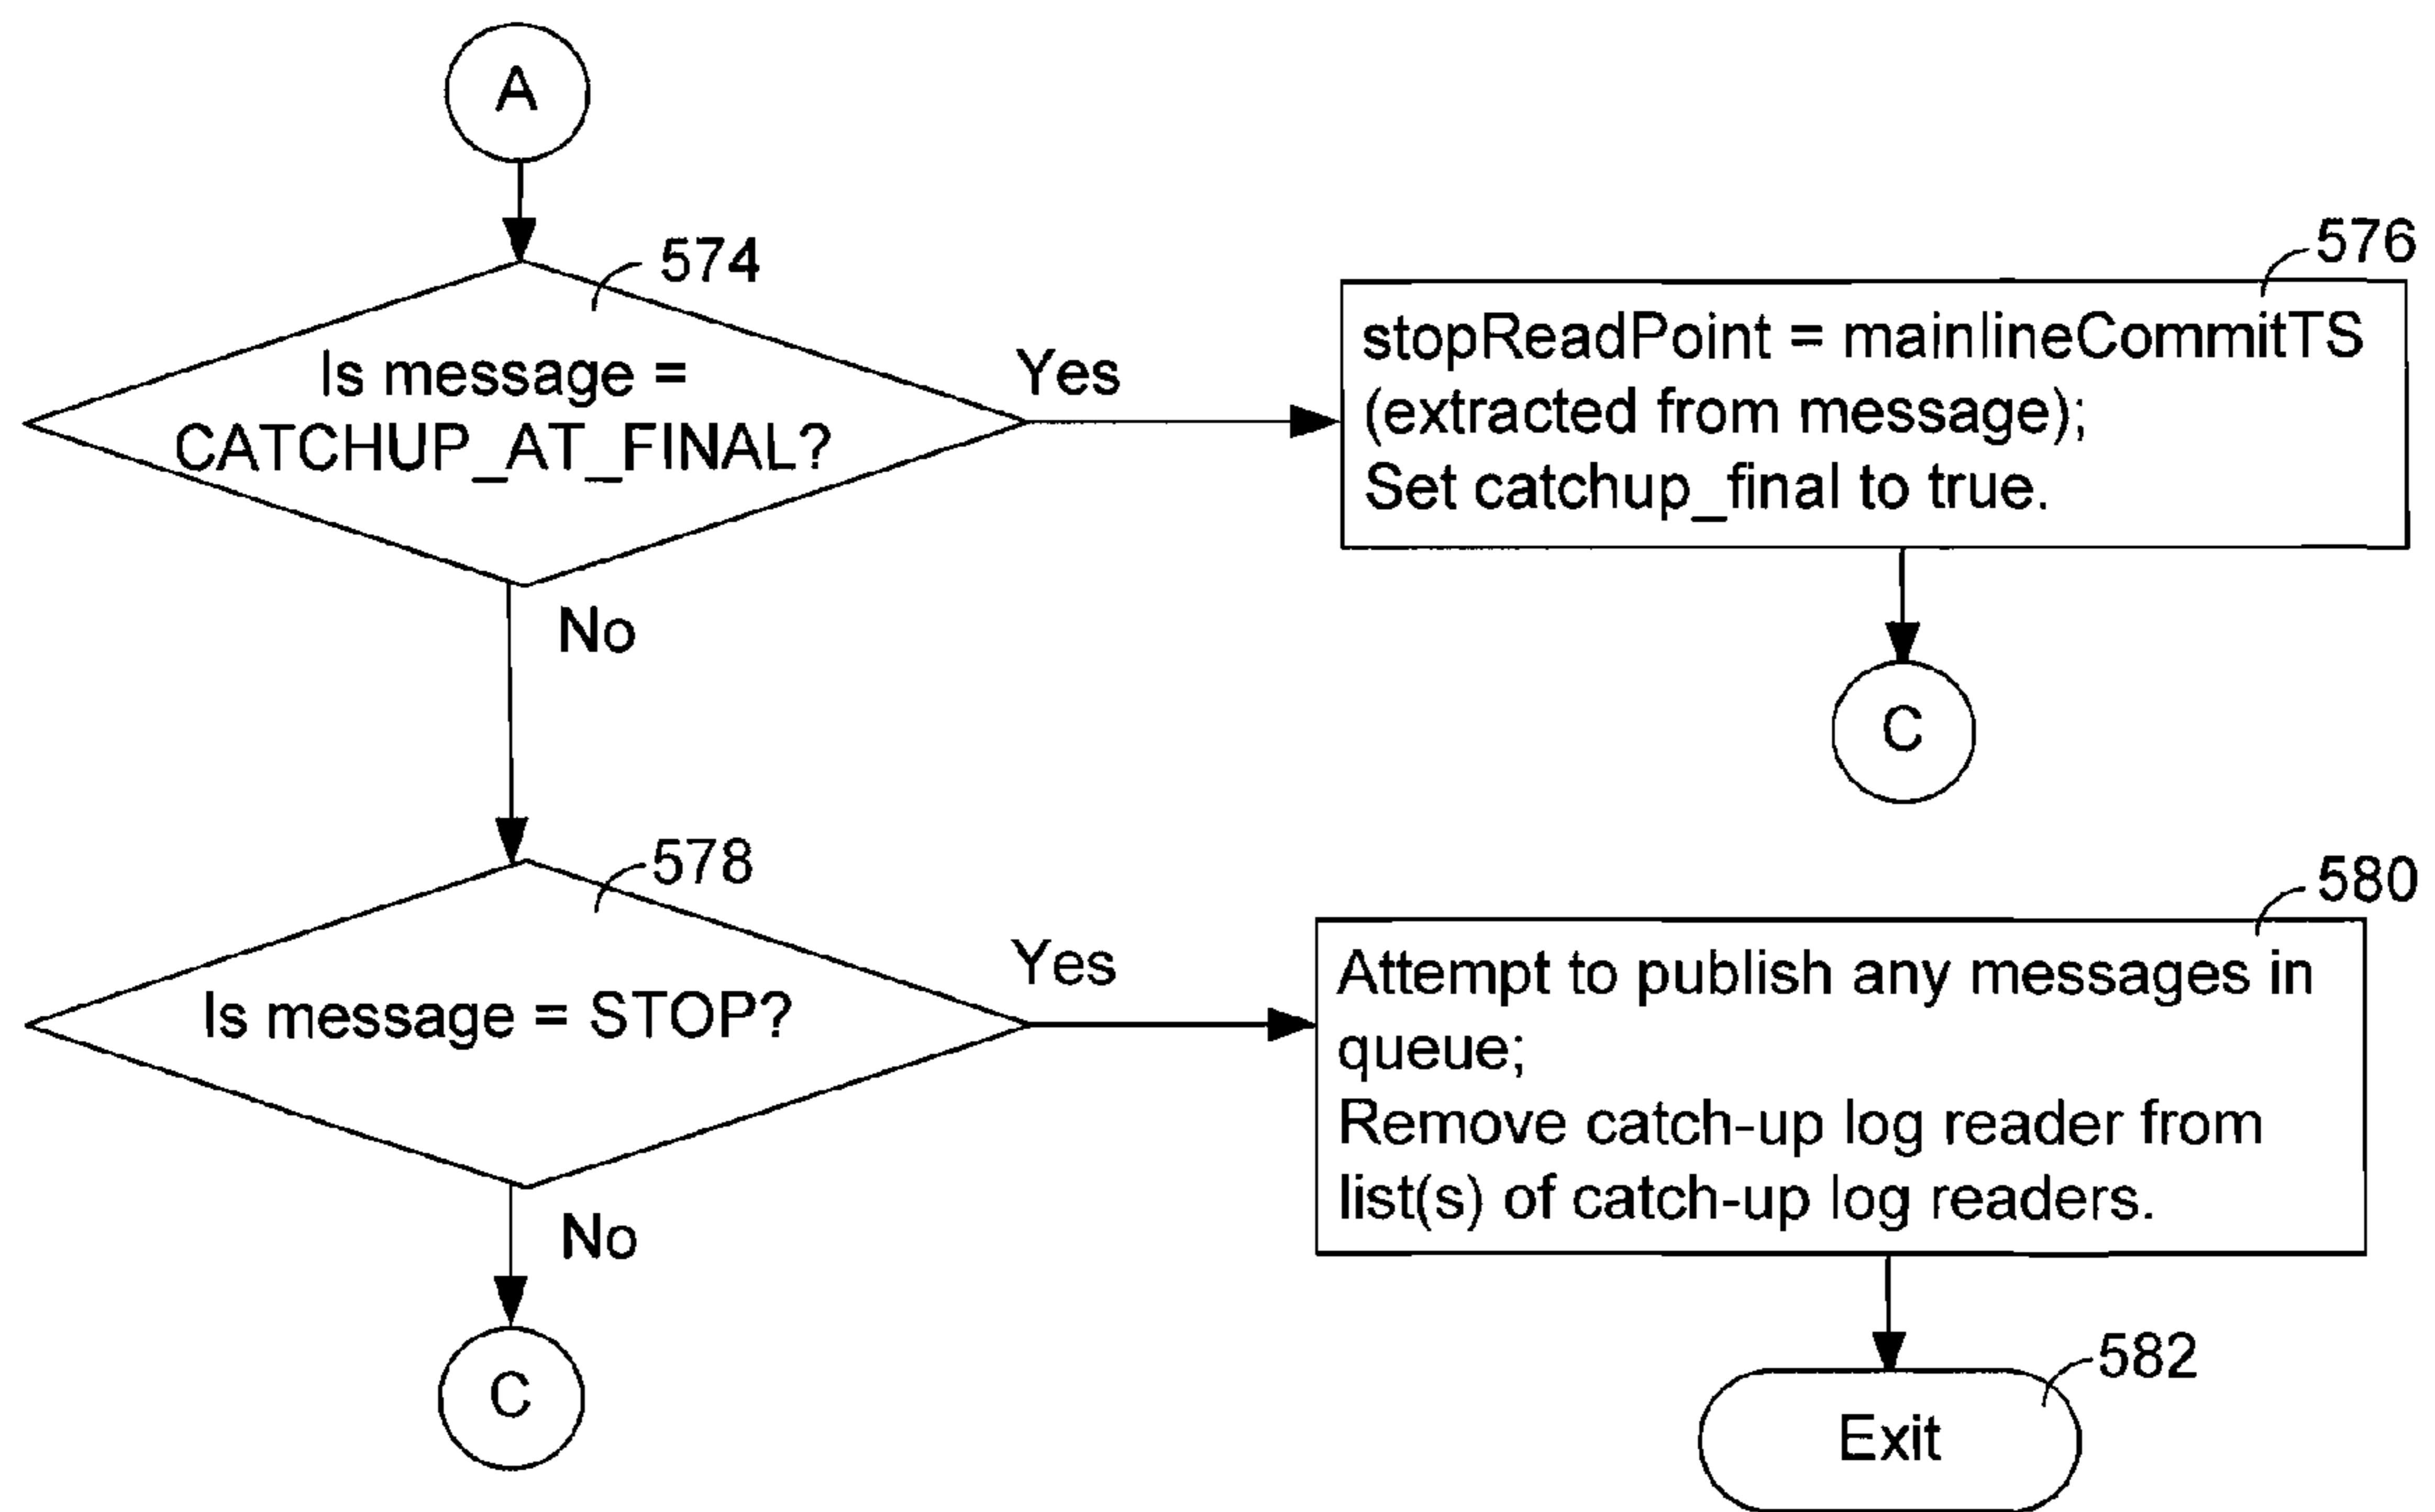 A
574
Is message =
CATCHUP_AT_FINAL?
Yes
576
stopReadPoint = mainlineCommitTS
(extracted from message);
Set catchup_final to true.
No
C
578
Is message = STOP?
Yes
580
Attempt to publish any messages in
queue;
Remove catch-up log reader from
list(s) of catch-up log readers.
No
C
582
Exit